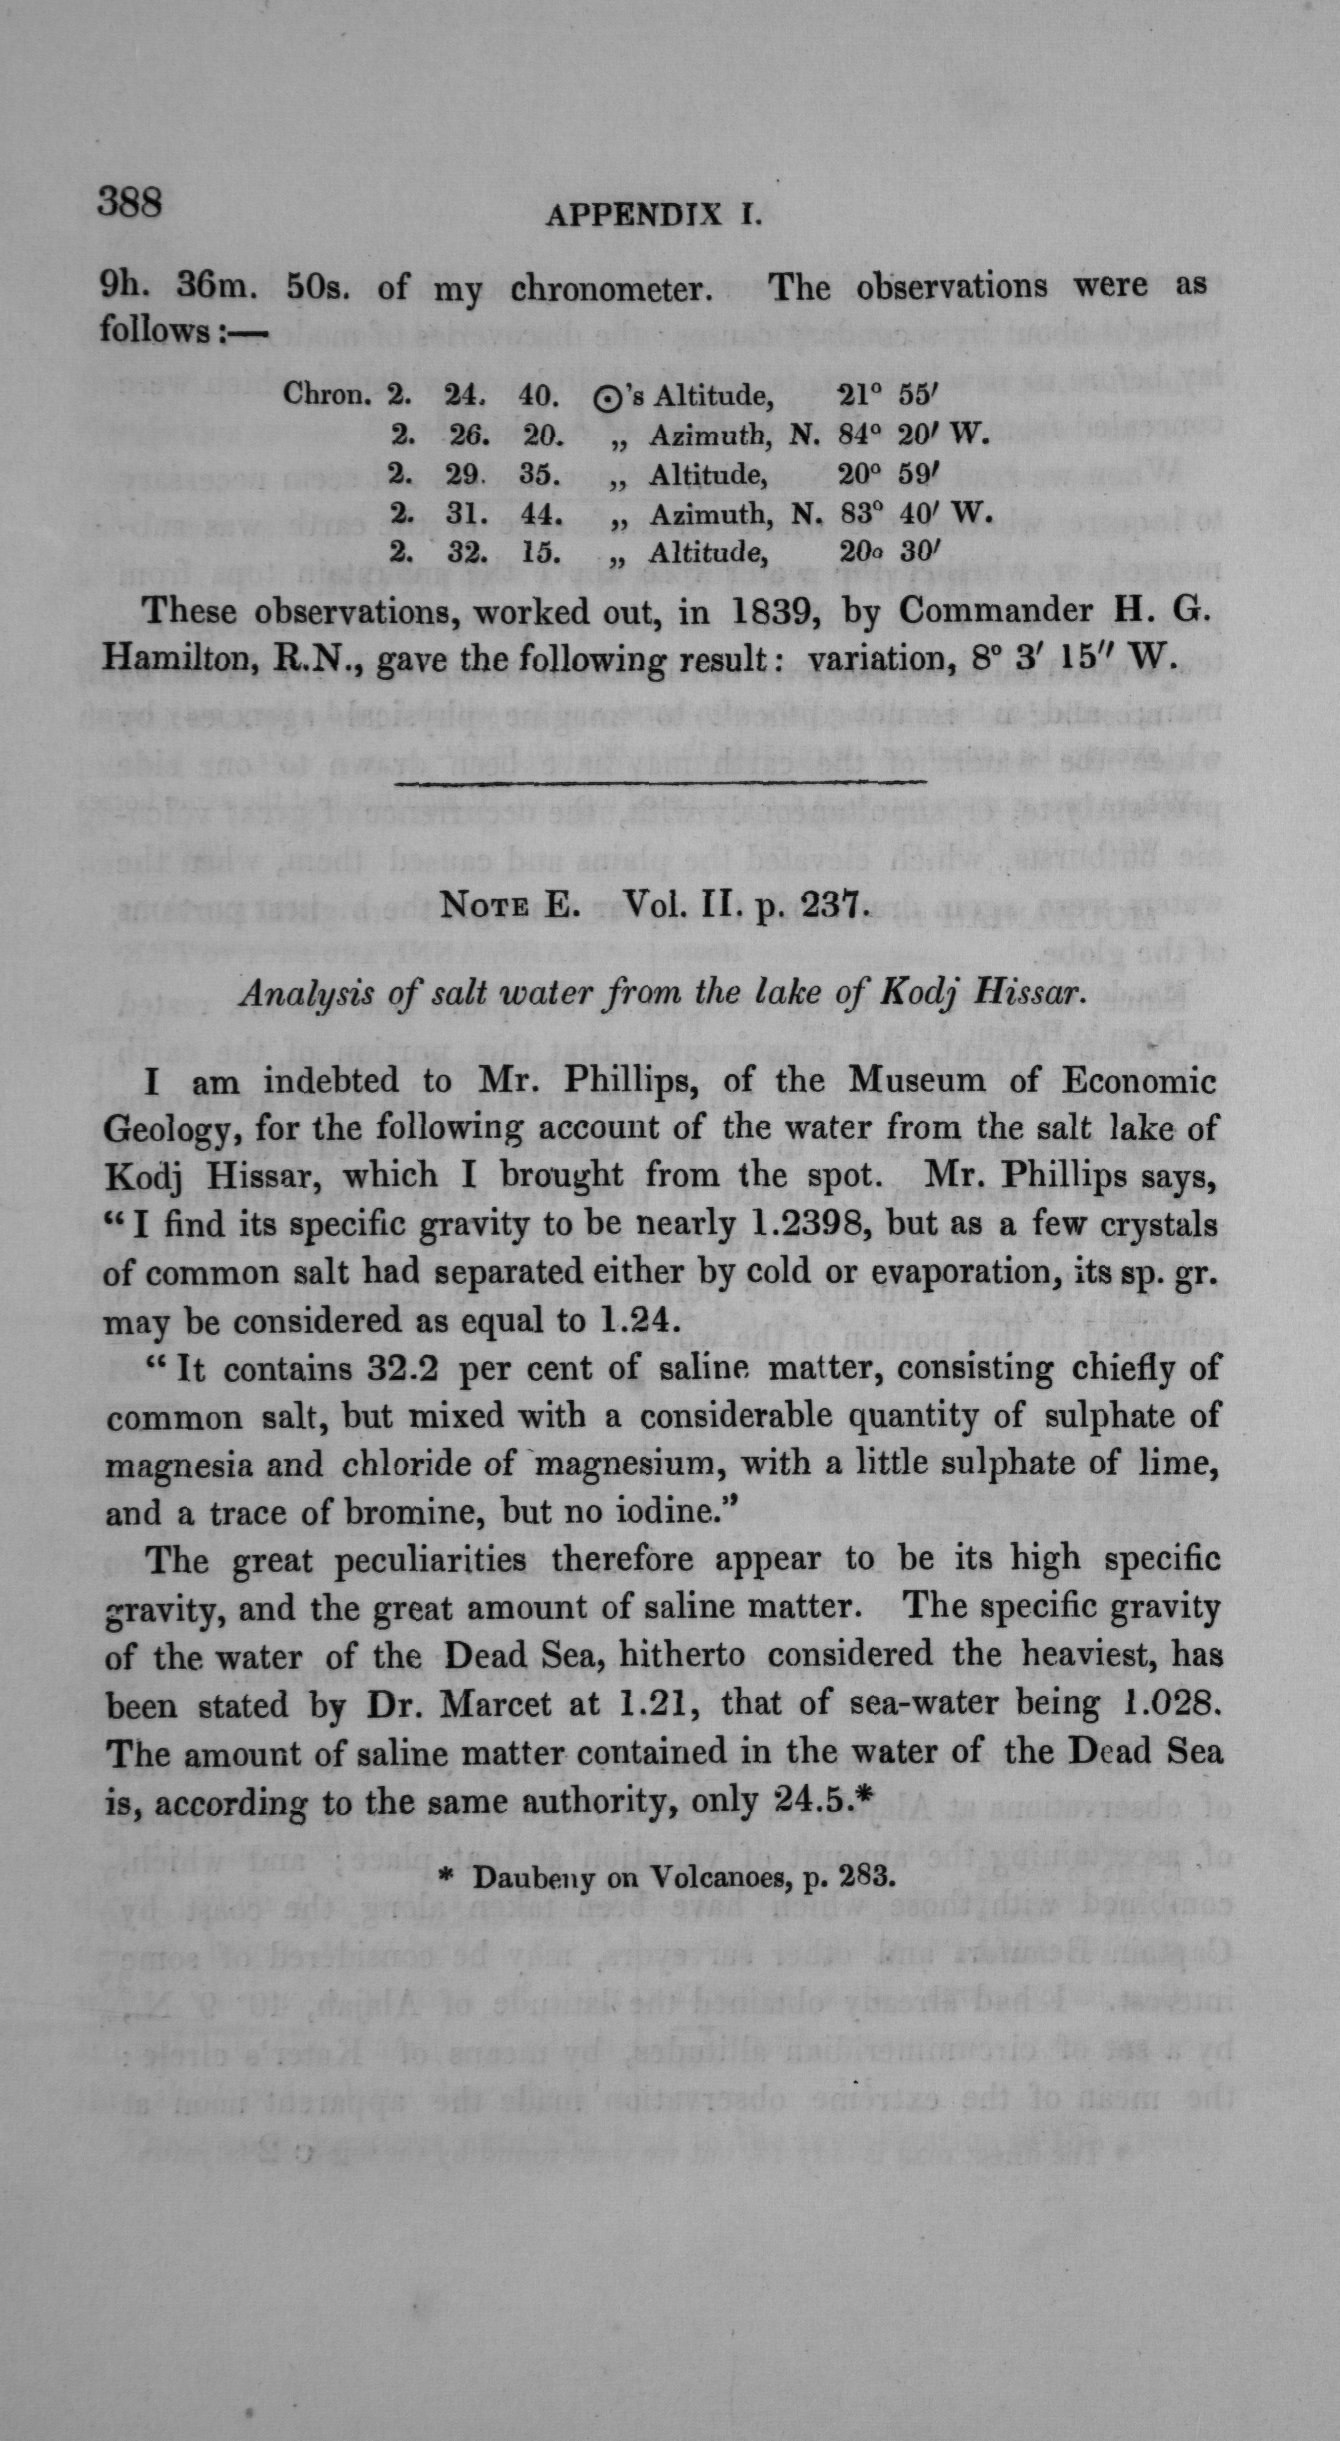 388
APPENDIX I.
9h. 36m. 50s. of my chronometer. The observations were as
follows:—
Chron. 2. 24. 40. ☉'s Altitude, 21° 55′
2. 26. 20. „ Azimuth, N. 84° 20′ W.
2. 29. 35. „ Altitude, 20° 59′
2. 31. 44. „ Azimuth, N. 83° 40′ W.
2. 32. 15. „ Altitude, 20° 30′
These observations, worked out, in 1839, by Commander H. G.
Hamilton, R.N., gave the following result: variation, 8° 3′ 15″ W.
NOTE E. Vol. II. p. 237.
Analysis of salt water from the lake of Kodj Hissar.
I am indebted to Mr. Phillips, of the Museum of Economic
Geology, for the following account of the water from the salt lake of
Kodj Hissar, which I brought from the spot. Mr. Phillips says,
“I find its specific gravity to be nearly 1.2398, but as a few crystals
of common salt had separated either by cold or evaporation, its sp. gr.
may be considered as equal to 1.24.
“It contains 32.2 per cent of saline matter, consisting chiefly of
common salt, but mixed with a considerable quantity of sulphate of
magnesia and chloride of magnesium, with a little sulphate of lime,
and a trace of bromine, but no iodine.”
The great peculiarities therefore appear to be its high specific
gravity, and the great amount of saline matter. The specific gravity
of the water of the Dead Sea, hitherto considered the heaviest, has
been stated by Dr. Marcet at 1.21, that of sea-water being 1.028.
The amount of saline matter contained in the water of the Dead Sea
is, according to the same authority, only 24.5.*
* Daubeny on Volcanoes, p. 283.